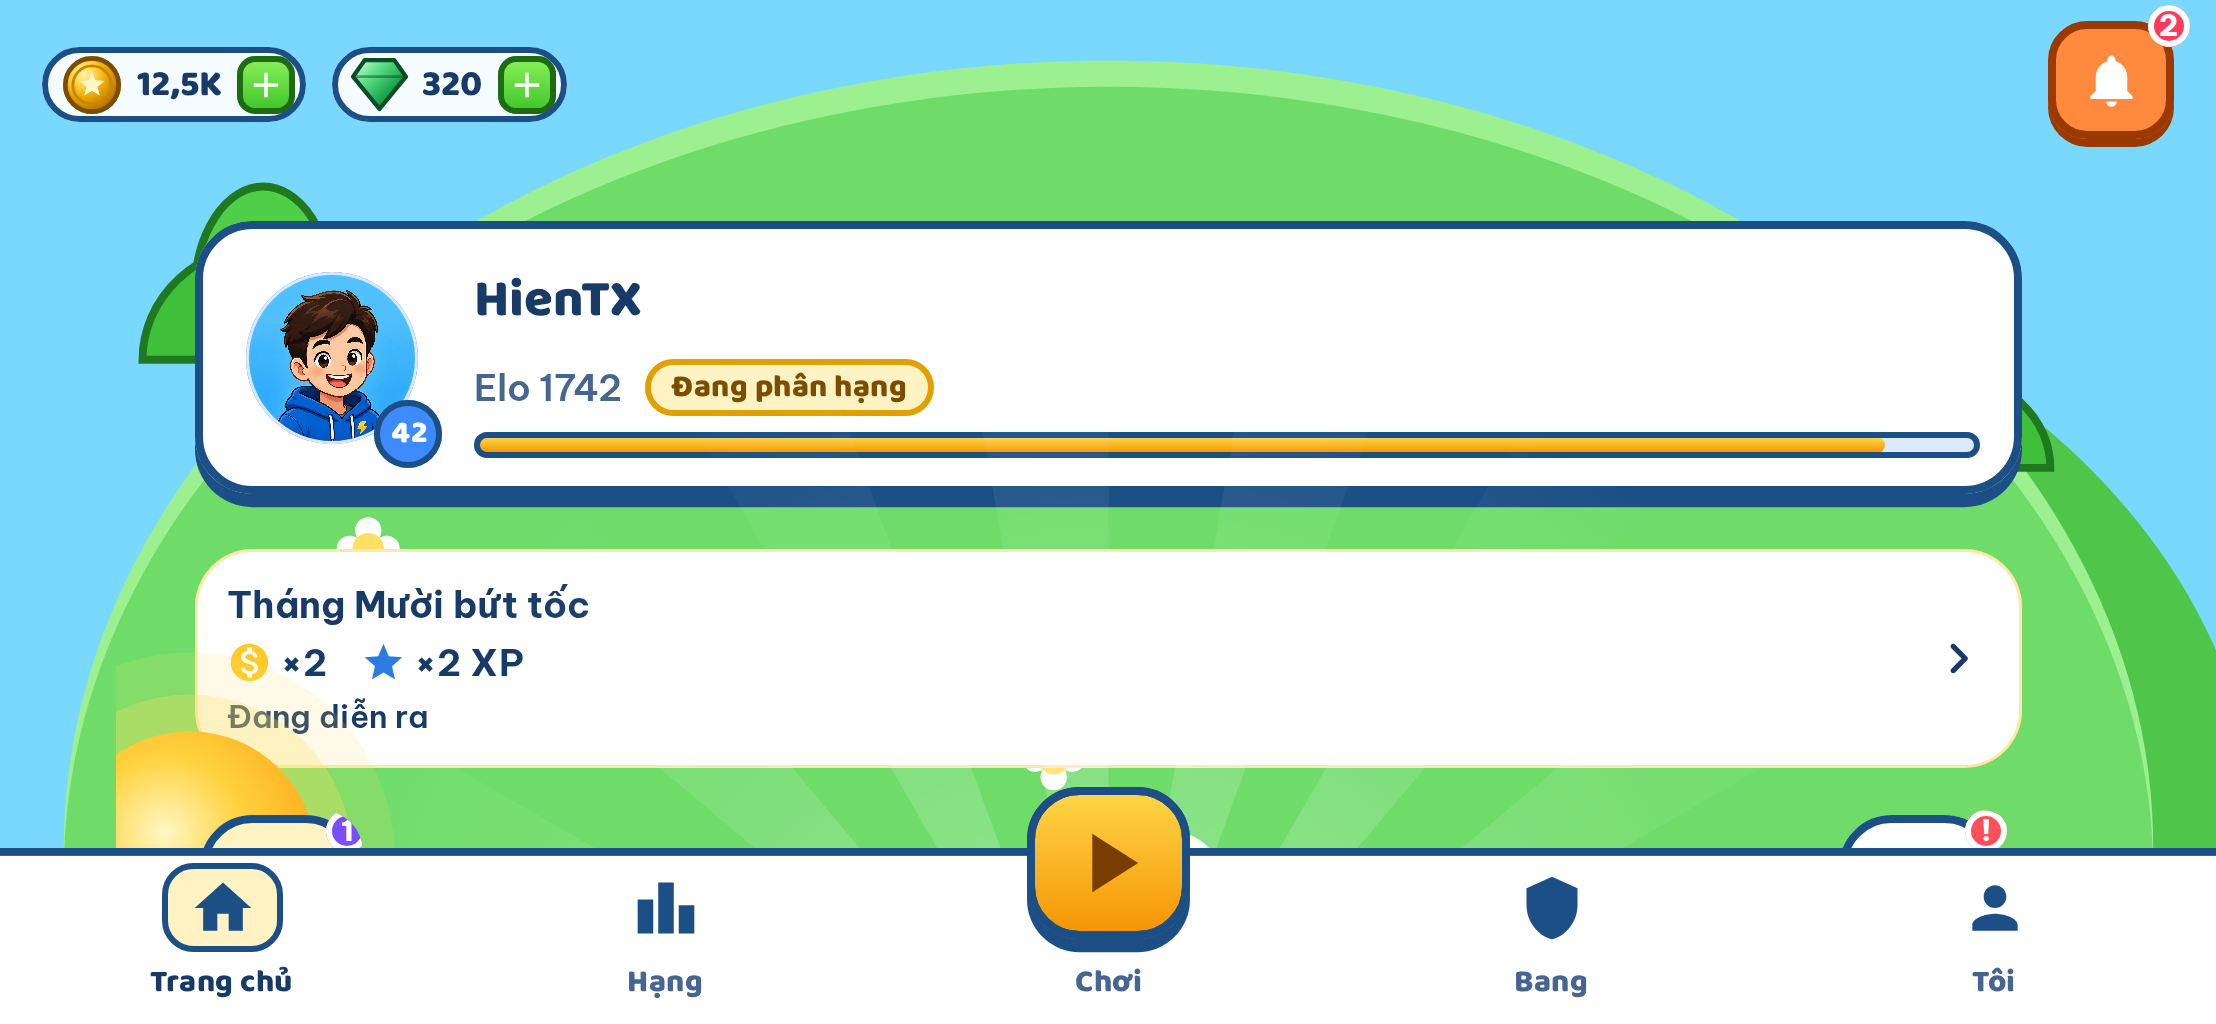 12,5K
320
2
HienTX
Elo 1742
Đang phân hạng
42
Tháng Mười bứt tốc
×2
×2 XP
Đang diễn ra
1
!
Trang chủ
Hạng
Chơi
Bang
Tôi